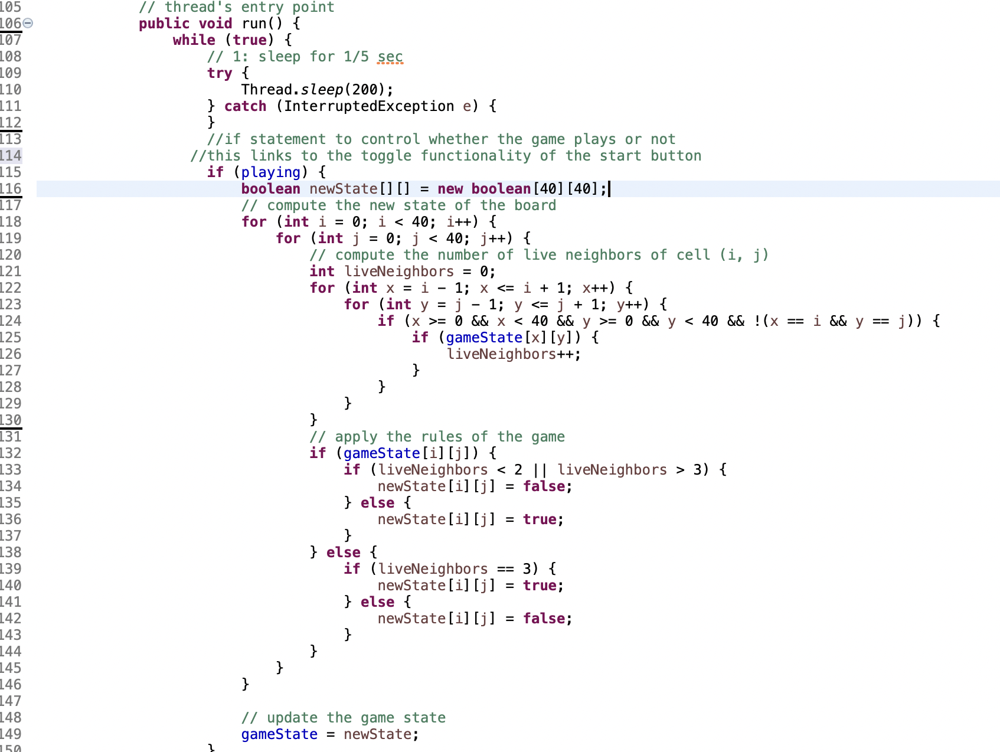 105 // thread's entry point
106 public void run() {
107 while (true) {
108 // 1: sleep for 1/5 sec
109 try {
110 Thread.sleep(200);
111 } catch (InterruptedException e) {
112 }
113 //if statement to control whether the game plays or not
114 //this links to the toggle functionality of the start button
115 if (playing) {
116 boolean newState[][] = new boolean[40][40];
117 // compute the new state of the board
118 for (int i = 0; i < 40; i++) {
119 for (int j = 0; j < 40; j++) {
120 // compute the number of live neighbors of cell (i, j)
121 int liveNeighbors = 0;
122 for (int x = i - 1; x <= i + 1; x++) {
123 for (int y = j - 1; y <= j + 1; y++) {
124 if (x >= 0 && x < 40 && y >= 0 && y < 40 && !(x == i && y == j)) {
125 if (gameState[x][y]) {
126 liveNeighbors++;
127 }
128 }
129 }
130 }
131 // apply the rules of the game
132 if (gameState[i][j]) {
133 if (liveNeighbors < 2 || liveNeighbors > 3) {
134 newState[i][j] = false;
135 } else {
136 newState[i][j] = true;
137 }
138 } else {
139 if (liveNeighbors == 3) {
140 newState[i][j] = true;
141 } else {
142 newState[i][j] = false;
143 }
144 }
145 }
146 }
147
148 // update the game state
149 gameState = newState;
150 }